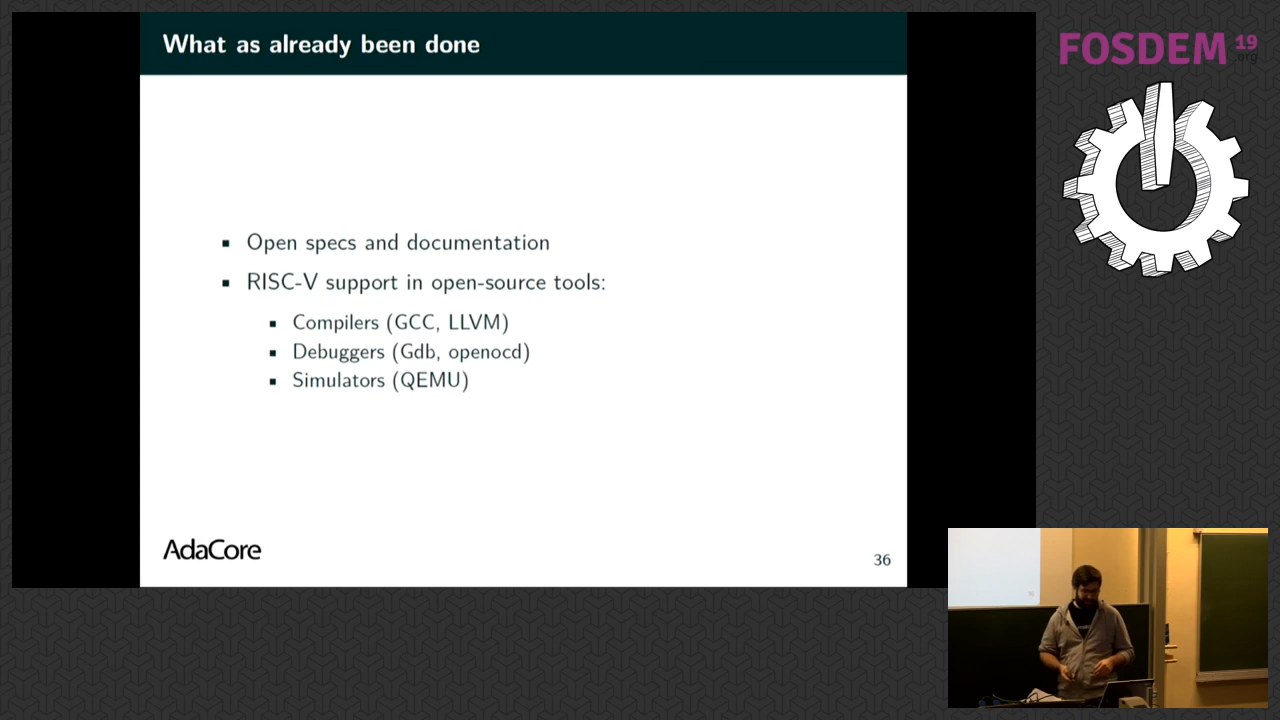 What as already been done
FOSDEM 19
.org
▪ Open specs and documentation
▪ RISC-V support in open-source tools:
▪ Compilers (GCC, LLVM)
▪ Debuggers (Gdb, openocd)
▪ Simulators (QEMU)
AdaCore
36